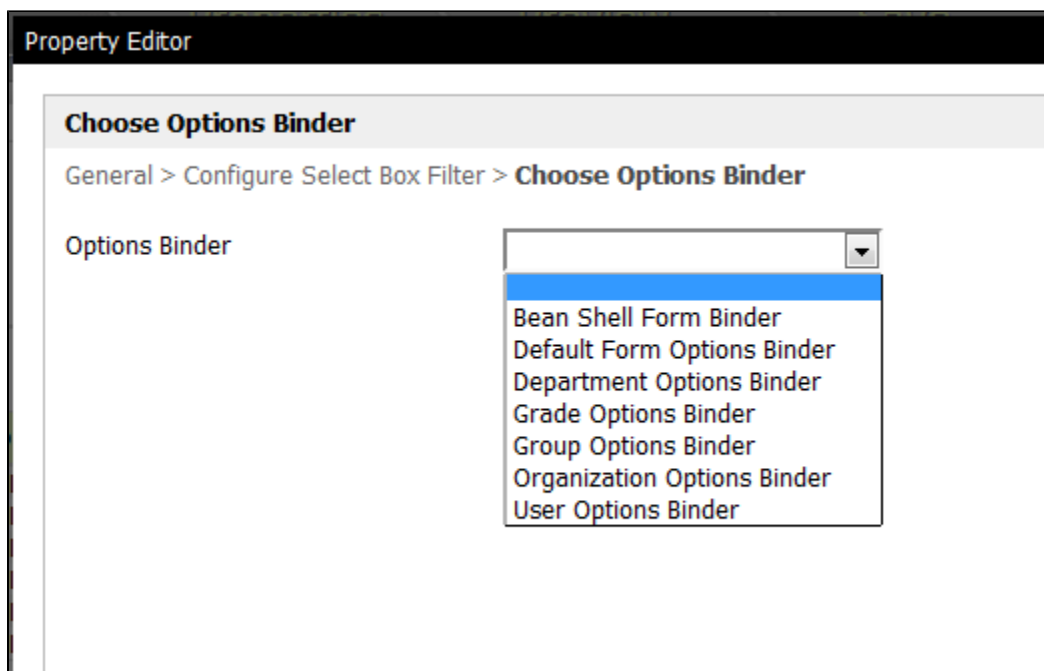 Property Editor
Choose Options Binder
General > Configure Select Box Filter > Choose Options Binder
Options Binder
Bean Shell Form Binder
Default Form Options Binder
Department Options Binder
Grade Options Binder
Group Options Binder
Organization Options Binder
User Options Binder